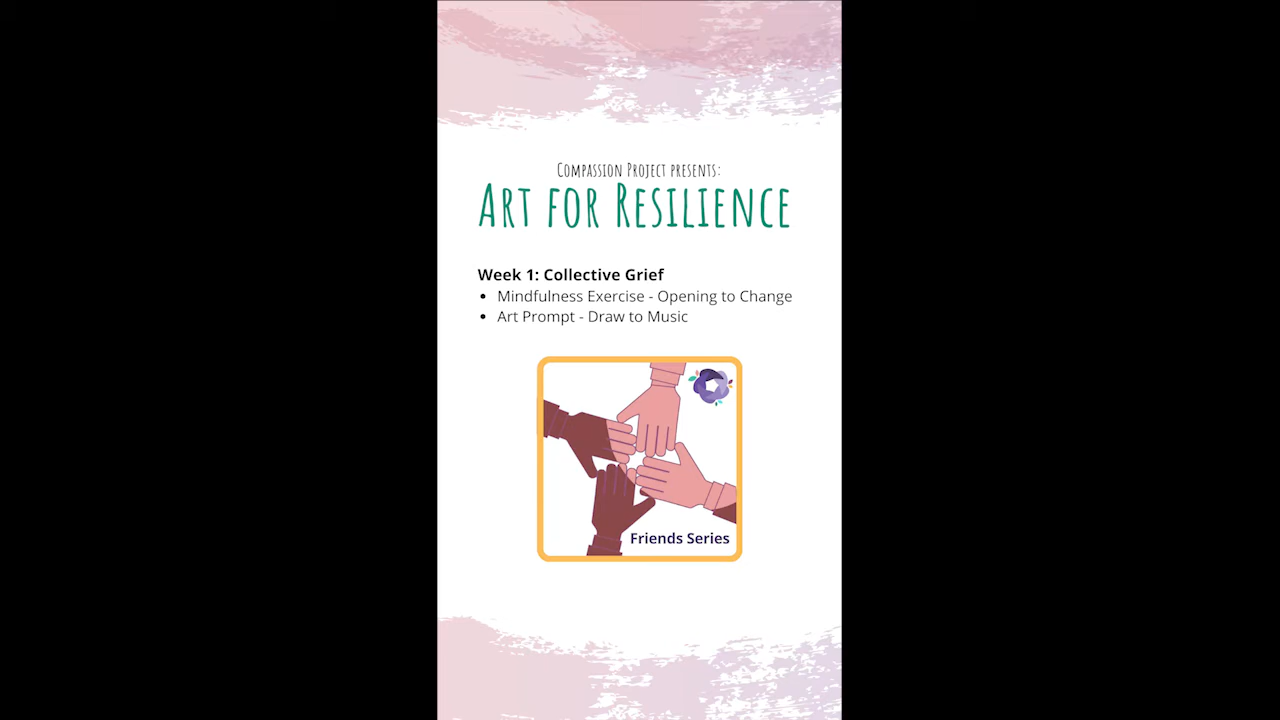 Compassion Project presents:
Art for Resilience
Week 1: Collective Grief
• Mindfulness Exercise - Opening to Change
• Art Prompt - Draw to Music
Friends Series